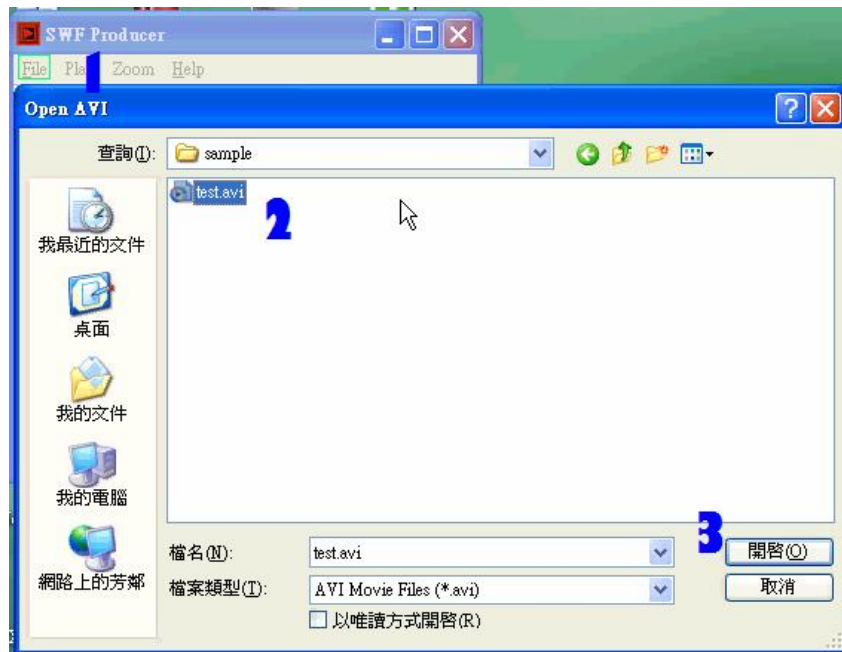 SWF Producer
File Play Zoom Help
1
Open AVI
查詢(I):
sample
test.avi
2
我最近的文件
桌面
我的文件
我的電腦
網路上的芳鄰
檔名(N):
test.avi
3
開啟(O)
檔案類型(T):
AVI Movie Files (*.avi)
取消
以唯讀方式開啟(R)